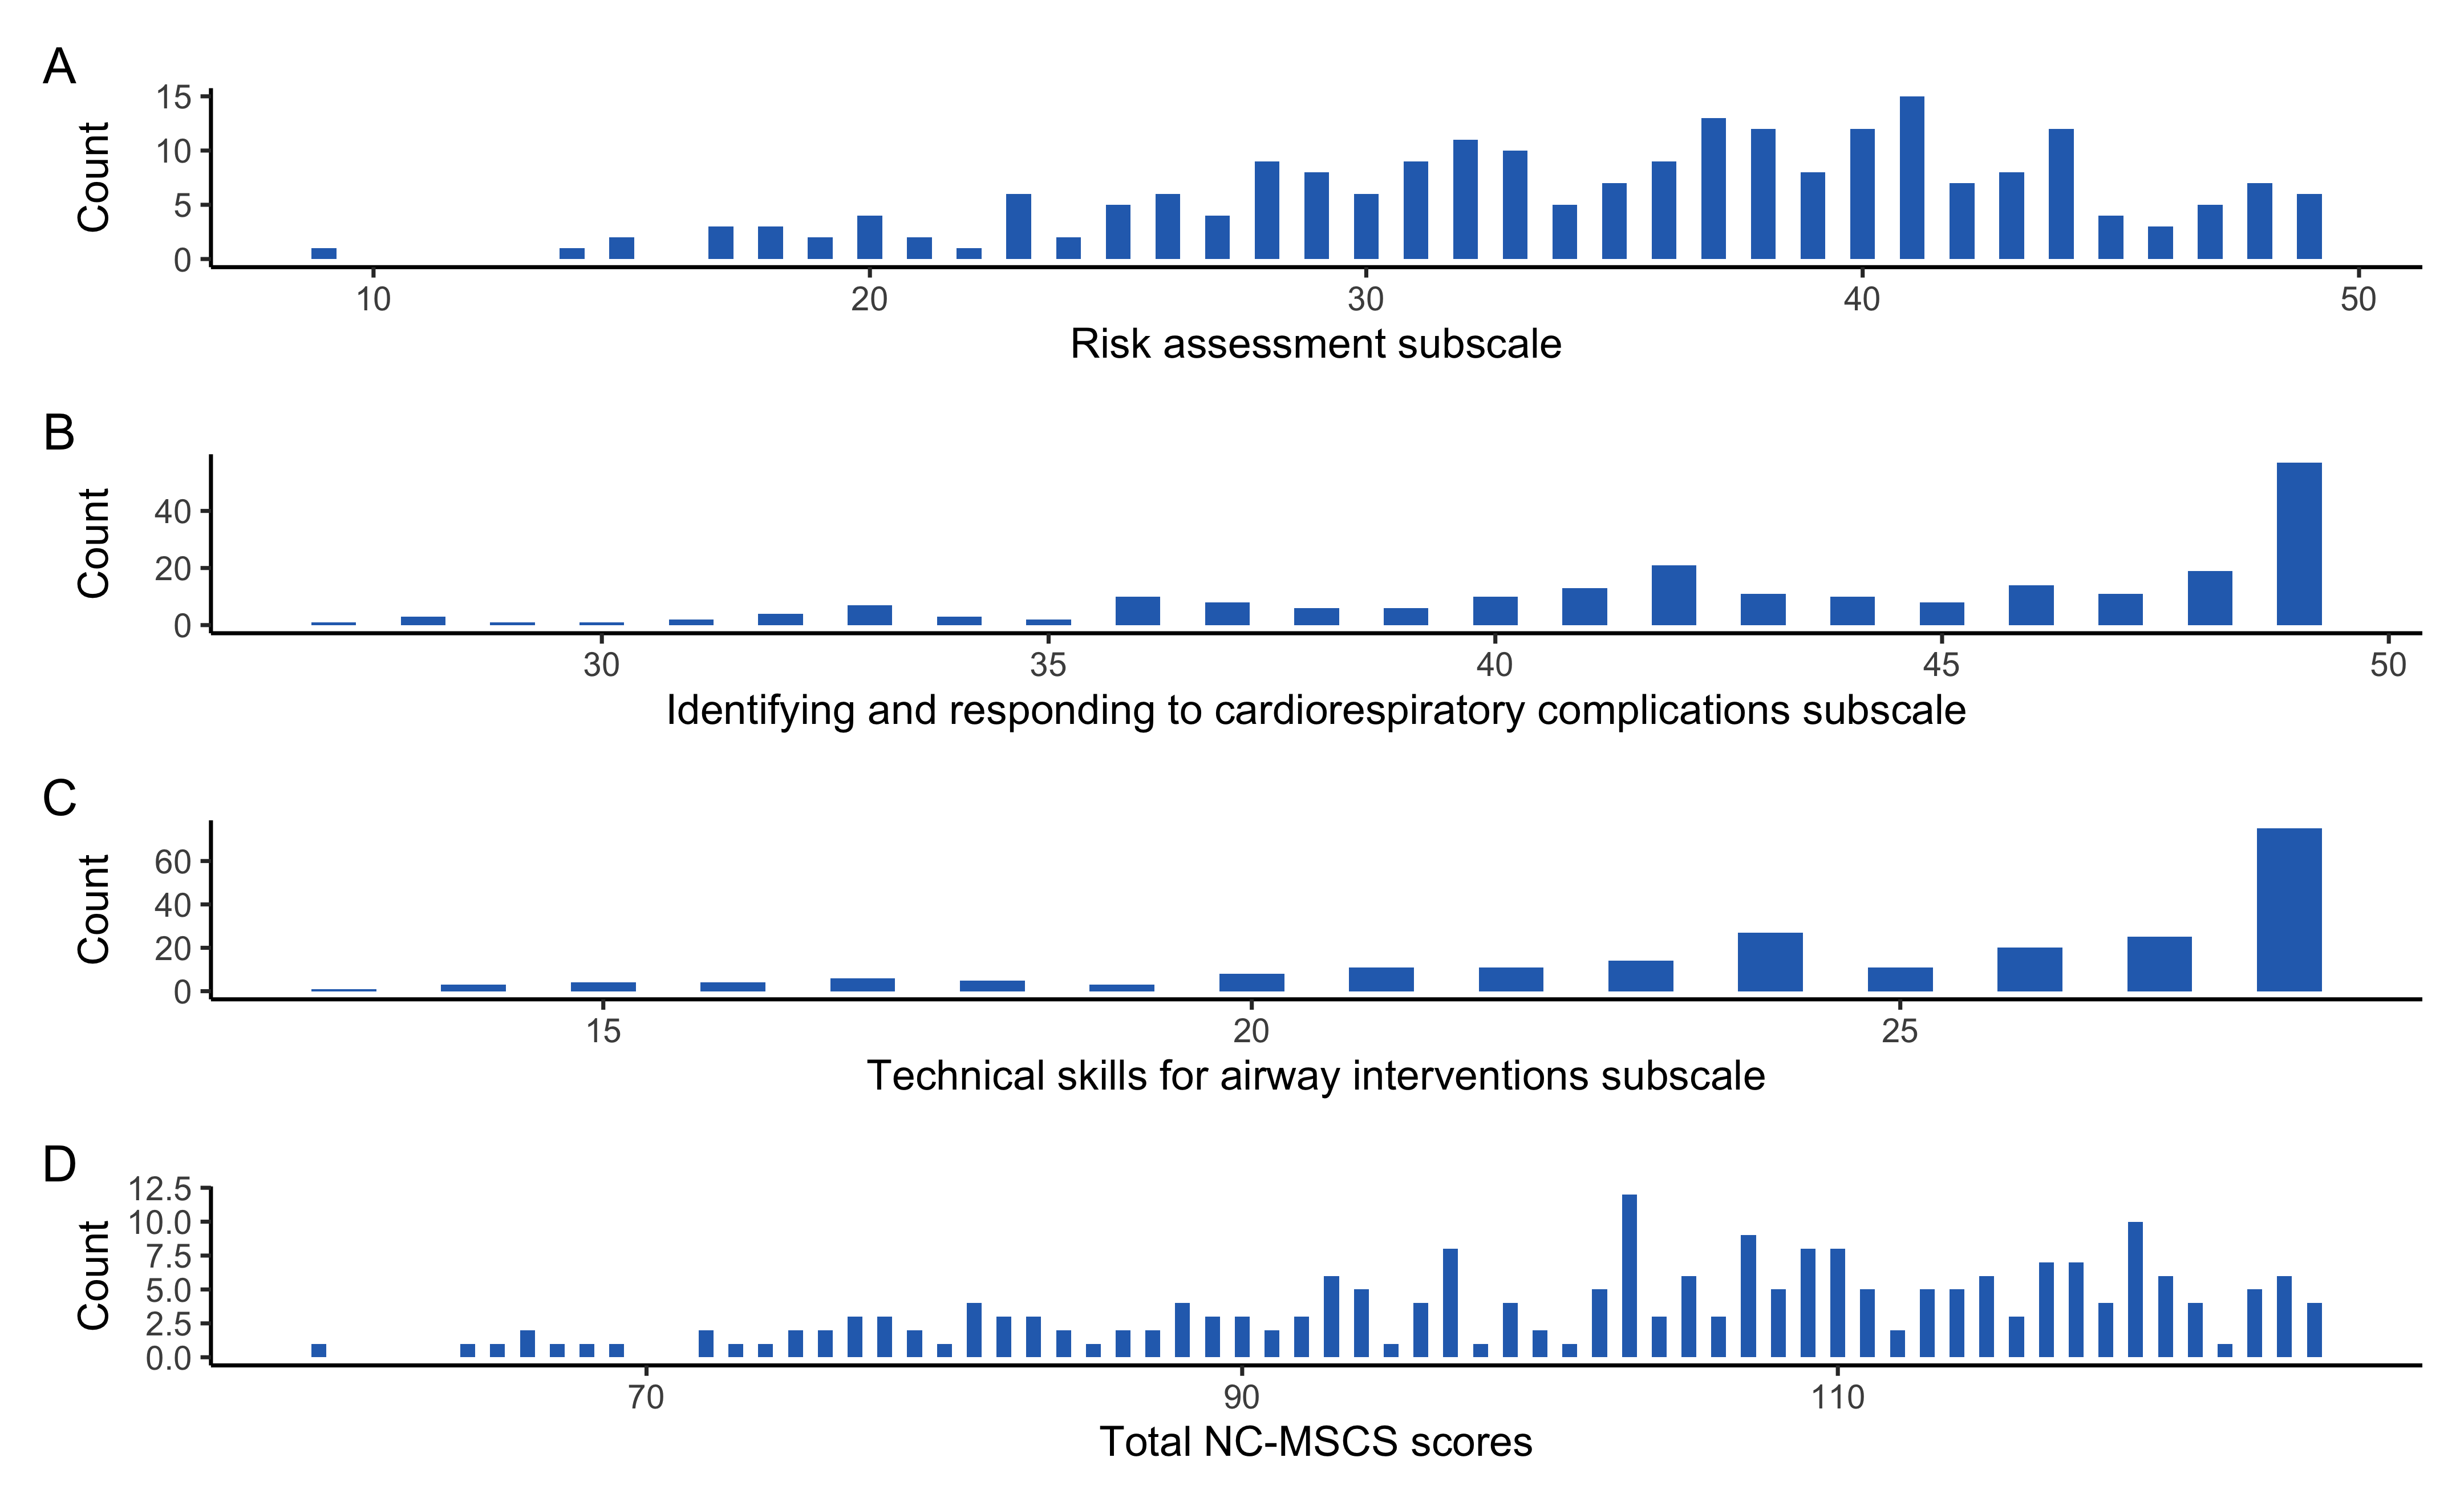 A
Count
15
10
5
0
10 20 30 40 50
Risk assessment subscale
B
Count
40
20
0
30 35 40 45 50
Identifying and responding to cardiorespiratory complications subscale
C
Count
60
40
20
0
15 20 25
Technical skills for airway interventions subscale
D
Count
12.5
10.0
7.5
5.0
2.5
0.0
70 90 110
Total NC-MSCS scores